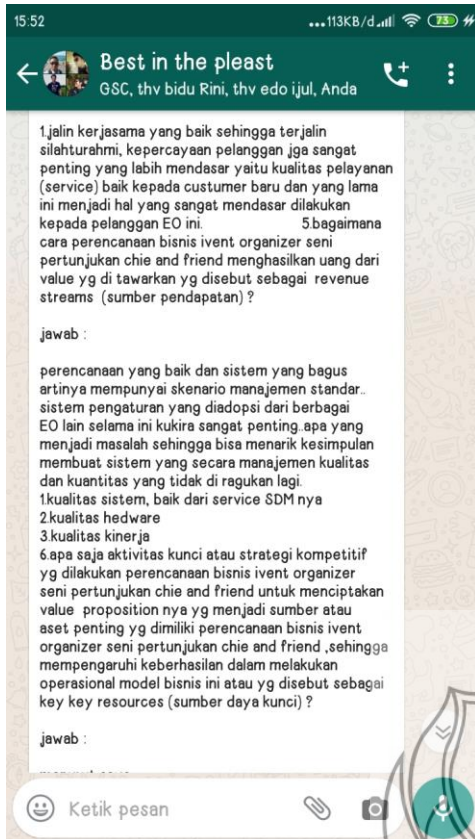 15:52
...113KB/d
73
Best in the pleast
GSC, thv bidu Rini, thv edo ijul, Anda
1.jalin kerjasama yang baik sehingga terjalin
silahturahmi, kepercayaan pelanggan jga sangat
penting yang labih mendasar yaitu kualitas pelayanan
(service) baik kepada custumer baru dan yang lama
ini menjadi hal yang sangat mendasar dilakukan
kepada pelanggan EO ini. 5.bagaimana
cara perencanaan bisnis ivent organizer seni
pertunjukan chie and friend menghasilkan uang dari
value yg di tawarkan yg disebut sebagai revenue
streams (sumber pendapatan) ?
jawab :
perencanaan yang baik dan sistem yang bagus
artinya mempunyai skenario manajemen standar..
sistem pengaturan yang diadopsi dari berbagai
EO lain selama ini kukira sangat penting..apa yang
menjadi masalah sehingga bisa menarik kesimpulan
membuat sistem yang secara manajemen kualitas
dan kuantitas yang tidak di ragukan lagi.
1.kualitas sistem, baik dari service SDM nya
2.kualitas hedware
3.kualitas kinerja
6.apa saja aktivitas kunci atau strategi kompetitif
yg dilakukan perencanaan bisnis ivent organizer
seni pertunjukan chie and friend untuk menciptakan
value proposition nya yg menjadi sumber atau
aset penting yg dimiliki perencanaan bisnis ivent
organizer seni pertunjukan chie and friend ,sehingga
mempengaruhi keberhasilan dalam melakukan
operasional model bisnis ini atau yg disebut sebagai
key key resources (sumber daya kunci) ?
jawab :
Ketik pesan